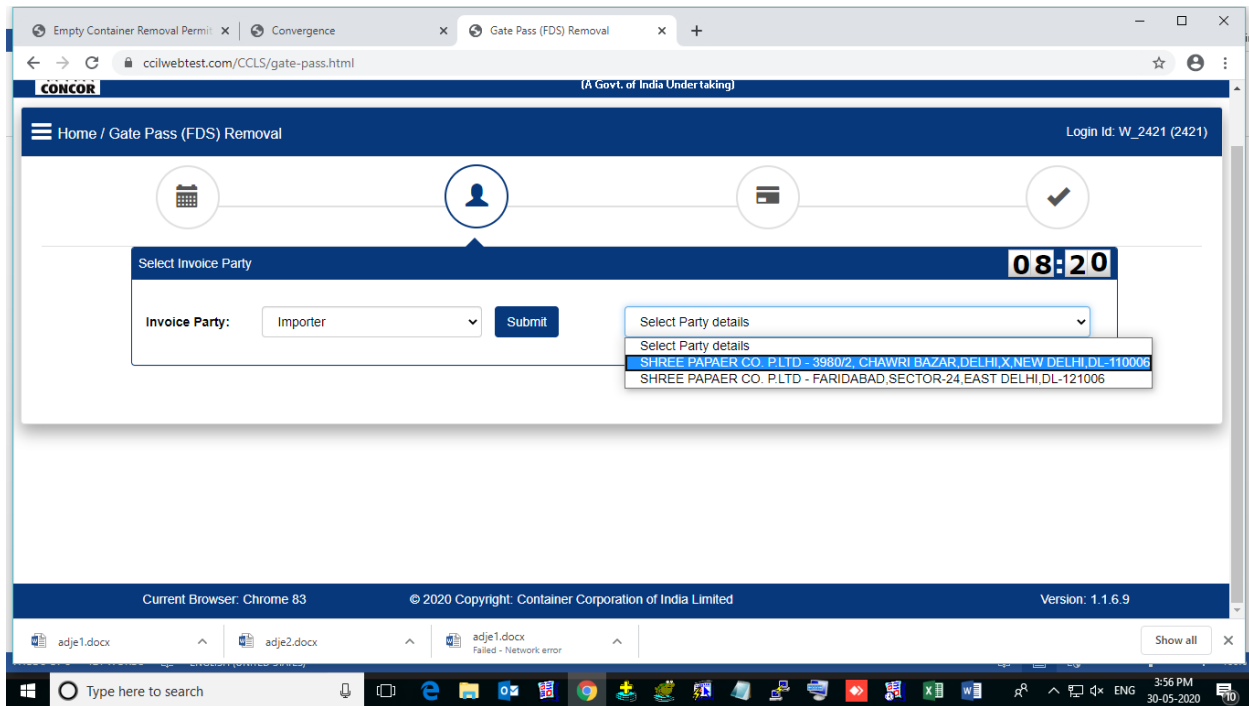 Empty Container Removal Permit
Convergence
Gate Pass (FDS) Removal
ccilwebtest.com/CCLS/gate-pass.html
CONCOR
(A Govt. of India Undertaking)
Home / Gate Pass (FDS) Removal
Login Id: W_2421 (2421)
Select Invoice Party
08:20
Invoice Party:
Importer
Submit
Select Party details
Select Party details
SHREE PAPAER CO. P.LTD - 3980/2, CHAWRI BAZAR,DELHI,X,NEW DELHI,DL-110006
SHREE PAPAER CO. P.LTD - FARIDABAD,SECTOR-24,EAST DELHI,DL-121006
Current Browser: Chrome 83
© 2020 Copyright: Container Corporation of India Limited
Version: 1.1.6.9
adje1.docx
adje2.docx
adje1.docx
Failed - Network error
Show all
Type here to search
ENG
3:56 PM
30-05-2020
10